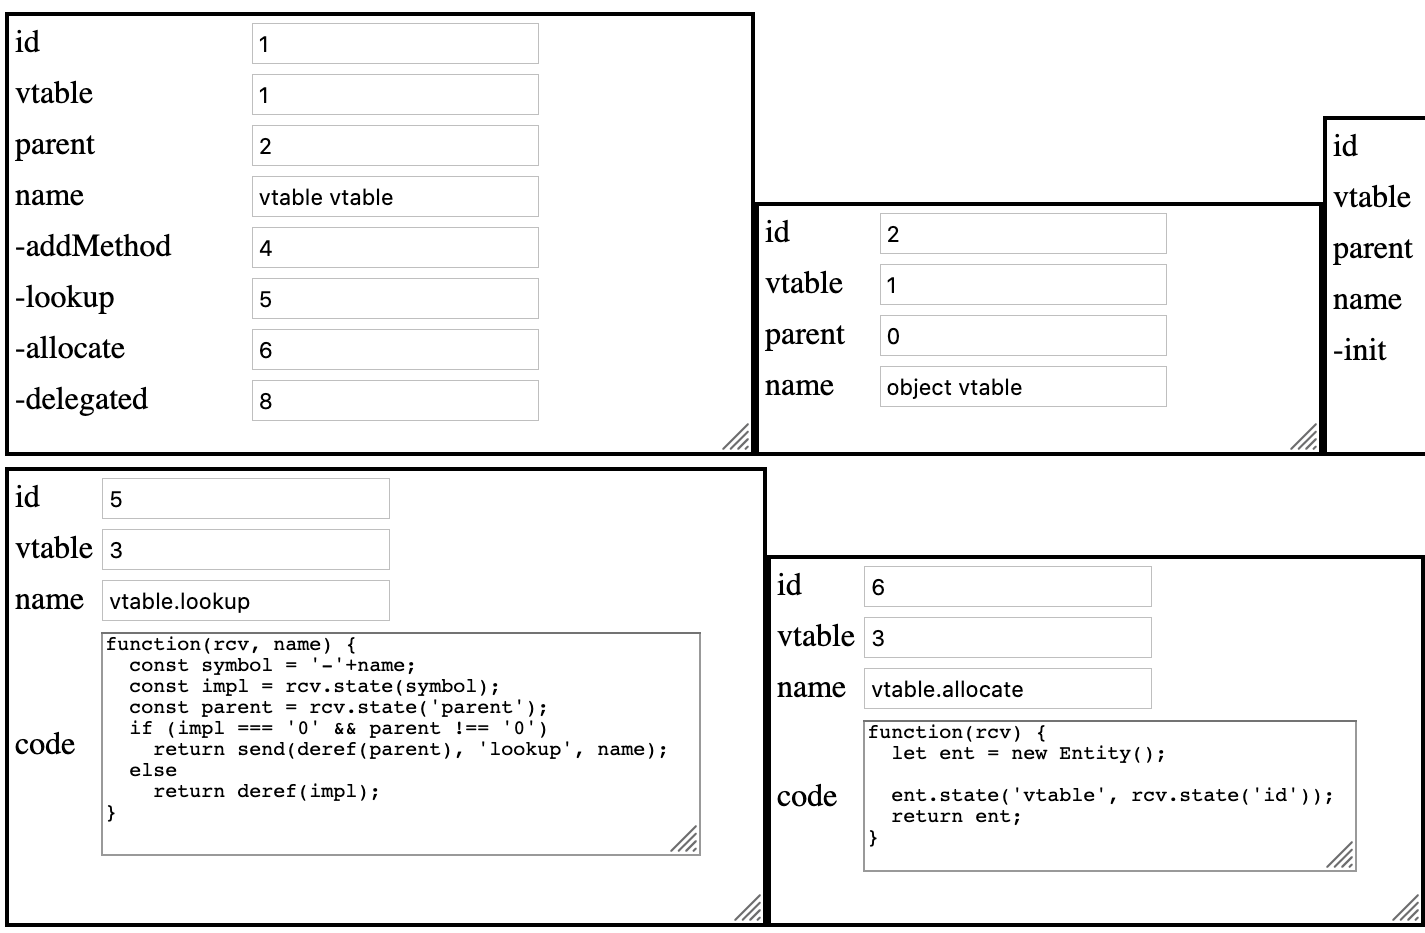 id 1
vtable 1
parent 2
name vtable vtable
-addMethod 4
-lookup 5
-allocate 6
-delegated 8
id 2
vtable 1
parent 0
name object vtable
id
vtable
parent
name
-init
id 5
vtable 3
name vtable.lookup
code
function(rcv, name) {
  const symbol = '-'+name;
  const impl = rcv.state(symbol);
  const parent = rcv.state('parent');
  if (impl === '0' && parent !== '0')
    return send(deref(parent), 'lookup', name);
  else
    return deref(impl);
}
id 6
vtable 3
name vtable.allocate
code
function(rcv) {
  let ent = new Entity();
  ent.state('vtable', rcv.state('id'));
  return ent;
}